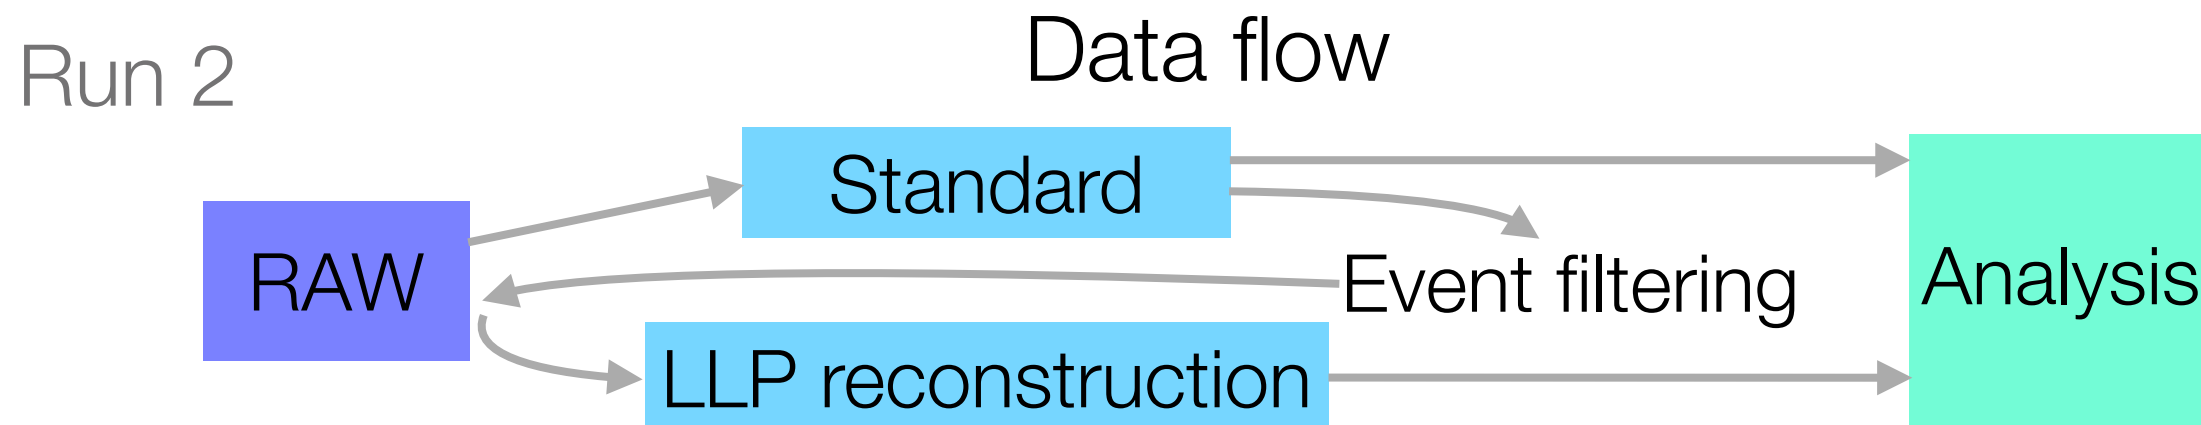 Data flow
Run 2
Standard
RAW
Event filtering
Analysis
LLP reconstruction